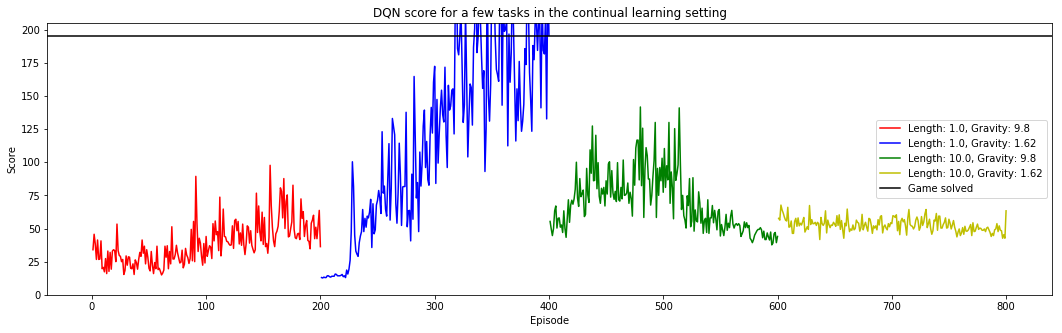 DQN score for a few tasks in the continual learning setting
Score
200
175
150
125
100
75
50
25
0
Length: 1.0, Gravity: 9.8
Length: 1.0, Gravity: 1.62
Length: 10.0, Gravity: 9.8
Length: 10.0, Gravity: 1.62
Game solved
0 100 200 300 400 500 600 700 800
Episode